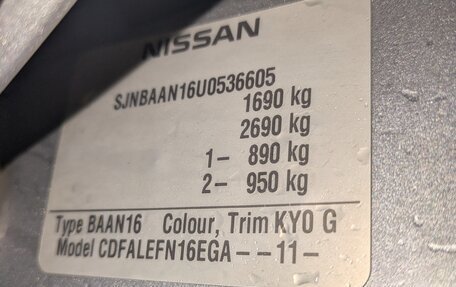 NISSAN
SJNBAAN16U0536605
1690 kg
2690 kg
1– 890 kg
2– 950 kg
Type BAAN16 Colour, Trim KY0 G
Model CDFALEFN16EGA – – 11 –